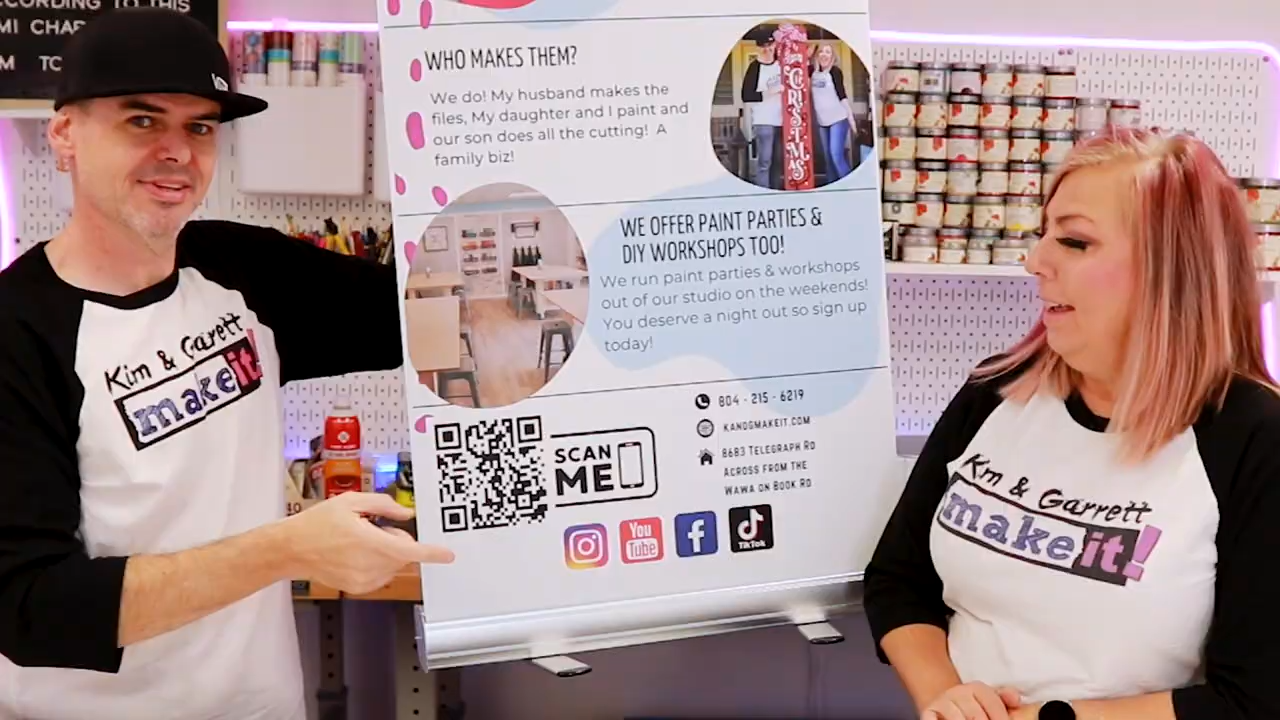 ACCORDING TO THIS
WHO MAKES THEM?
We do! My husband makes the
files, My daughter and I paint and
our son does all the cutting! A
family biz!
CHRISTMAS
WE OFFER PAINT PARTIES &
DIY WORKSHOPS TOO!
We run paint parties & workshops
out of our studio on the weekends!
You deserve a night out so sign up
today!
804 - 215 - 6219
KANDGMAKEIT.COM
8683 TELEGRAPH RD
ACROSS FROM THE
WAWA ON BOOK RD
SCAN
ME
You
Tube
TikTok
Kim & Garrett
make it!
Kim & Garrett
make it!